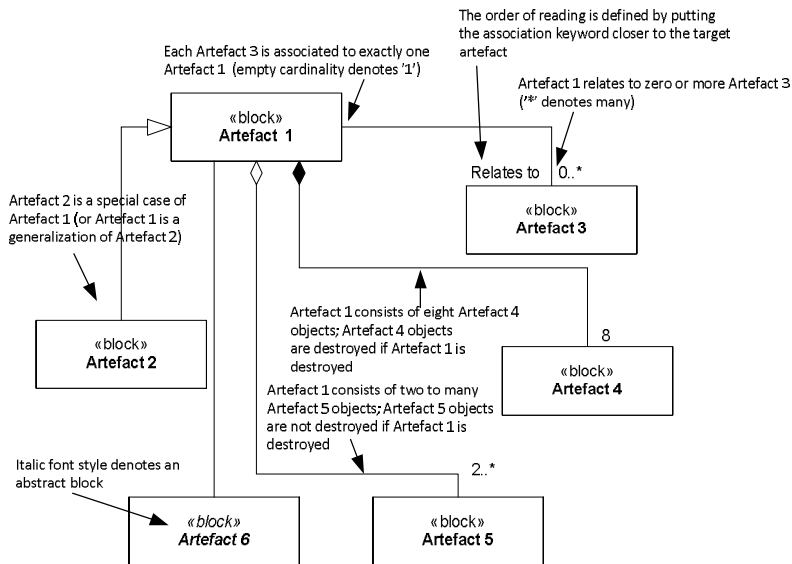 The order of reading is defined by putting
the association keyword closer to the target
artefact
Each Artefact 3 is associated to exactly one
Artefact 1 (empty cardinality denotes '1')
Artefact 1 relates to zero or more Artefact 3
('*' denotes many)
«block»
Artefact 1
Relates to
0..*
«block»
Artefact 3
Artefact 2 is a special case of
Artefact 1 (or Artefact 1 is a
generalization of Artefact 2)
Artefact 1 consists of eight Artefact 4
objects; Artefact 4 objects
are destroyed if Artefact 1 is
destroyed
8
«block»
Artefact 2
«block»
Artefact 4
Artefact 1 consists of two to many
Artefact 5 objects; Artefact 5 objects
are not destroyed if Artefact 1 is
destroyed
Italic font style denotes an
abstract block
2..*
«block»
Artefact 6
«block»
Artefact 5